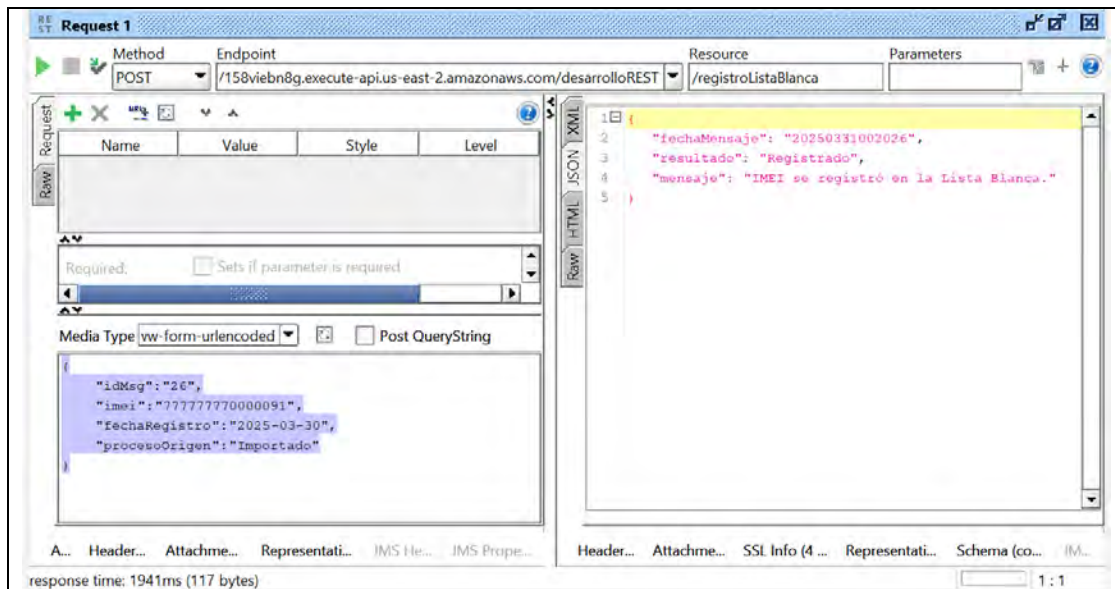 REST Request 1
Method Endpoint Resource Parameters
POST /158viebn8g.execute-api.us-east-2.amazonaws.com/desarrolloREST /registroListaBlanca
Request
Raw
Name Value Style Level
Required: Sets if parameter is required
Media Type vw-form-urlencoded Post QueryString
{
"idMsg":"26",
"imei":"777777770000091",
"fechaRegistro":"2025-03-30",
"procesoOrigen":"Importado"
}
A... Header... Attachme... Representati... JMS He... JMS Prope...
XML
JSON
HTML
Raw
1 {
2 "fechaMensaje": "20250331002026",
3 "resultado": "Registrado",
4 "mensaje": "IMEI se registró en la Lista Blanca."
5 }
Header... Attachme... SSL Info (4 ... Representati... Schema (co... JM...
response time: 1941ms (117 bytes)
1 : 1